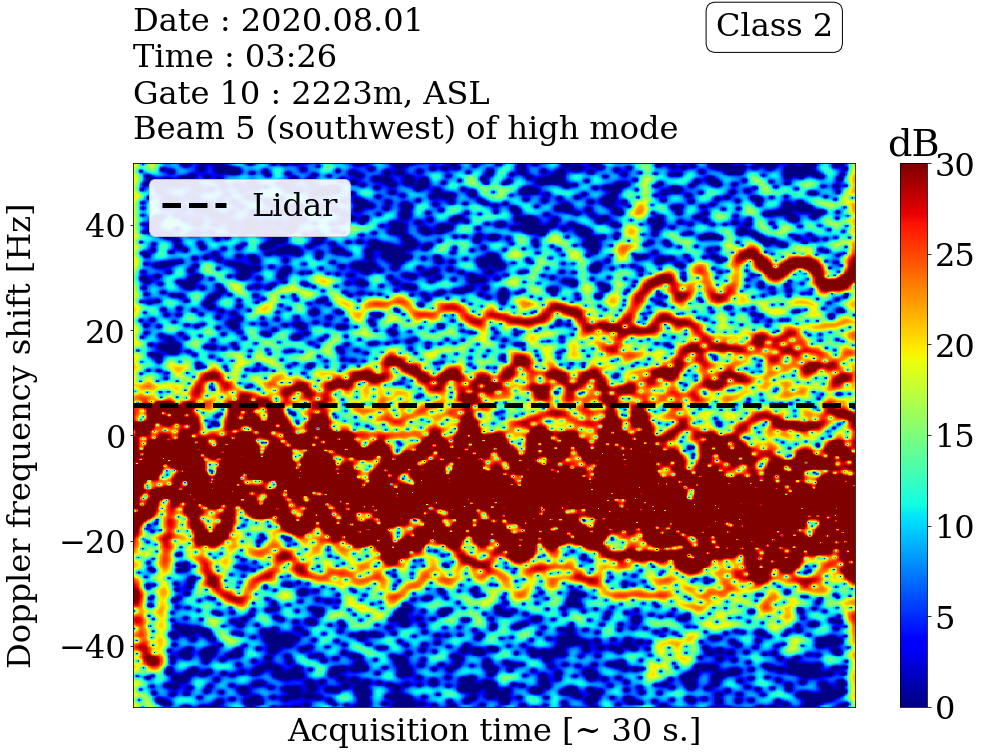 Date : 2020.08.01
Time : 03:26
Gate 10 : 2223m, ASL
Beam 5 (southwest) of high mode
Class 2
dB
Lidar
Doppler frequency shift [Hz]
40
20
0
−20
−40
30
25
20
15
10
5
0
Acquisition time [~ 30 s.]